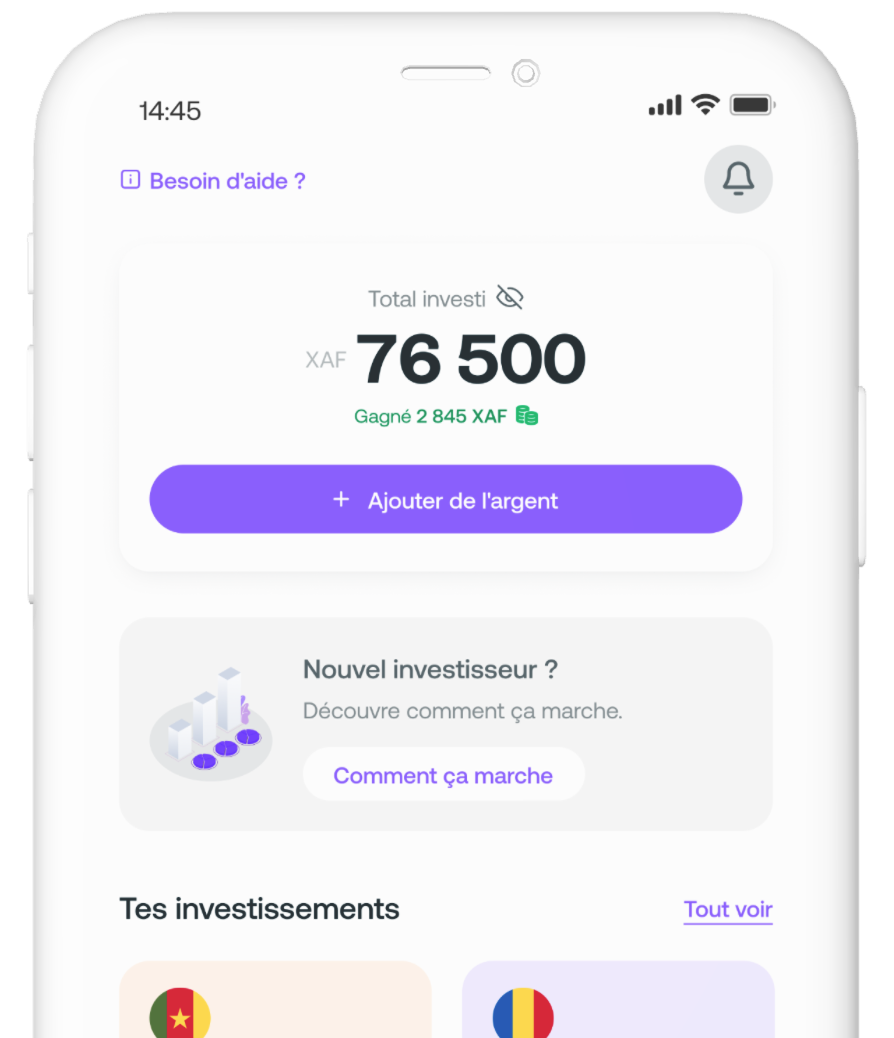 14:45
Besoin d'aide ?
Total investi
XAF 76 500
Gagné 2 845 XAF
+ Ajouter de l'argent
Nouvel investisseur ?
Découvre comment ça marche.
Comment ça marche
Tes investissements
Tout voir